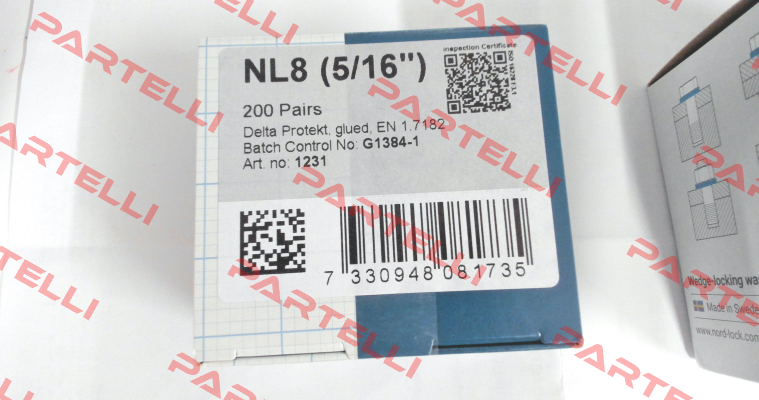 NL8 (5/16")
Inspection Certificate
200 Pairs
Delta Protekt, glued, EN 1.7182
Batch Control No: G1384-1
Art. no: 1231
7 330948 081735
Wedge-locking wa
Made in Sweden
www.nord-lock.com
PARTELLI
PARTELLI
PARTELLI
PARTELLI
PARTELLI
PARTELLI
PARTELLI
PARTELLI
PARTELLI